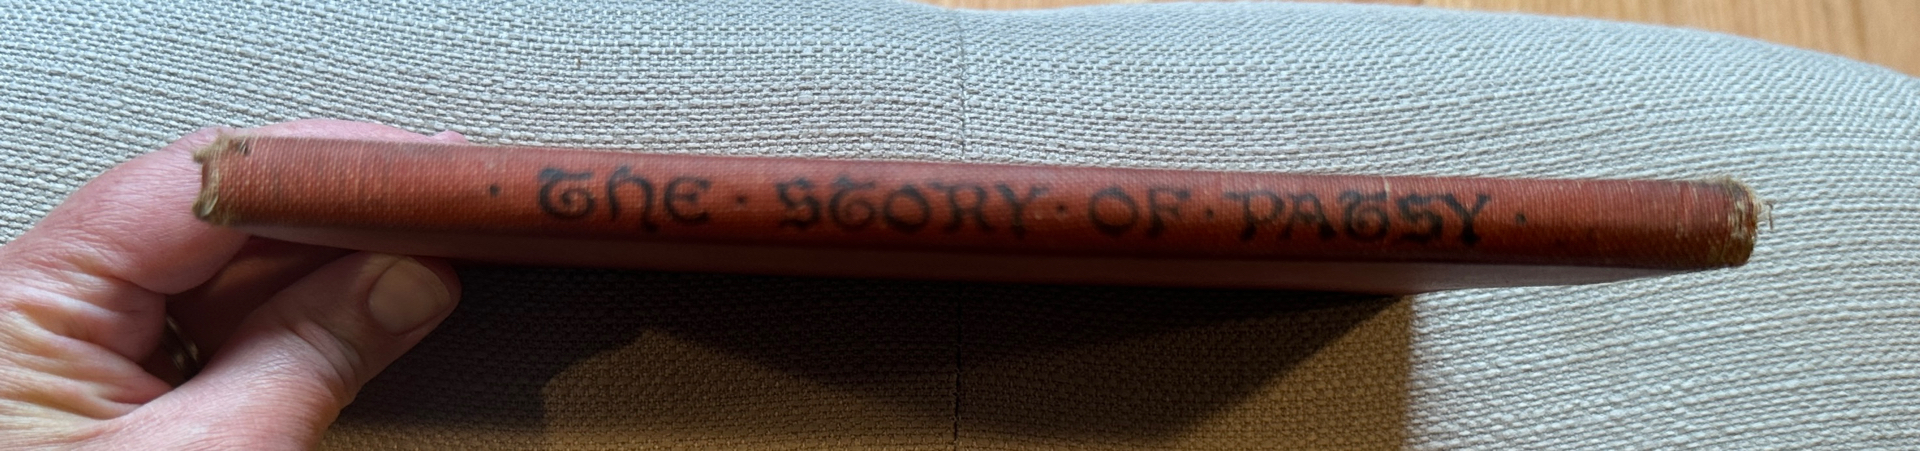 · THE · STORY · OF · PATSY ·